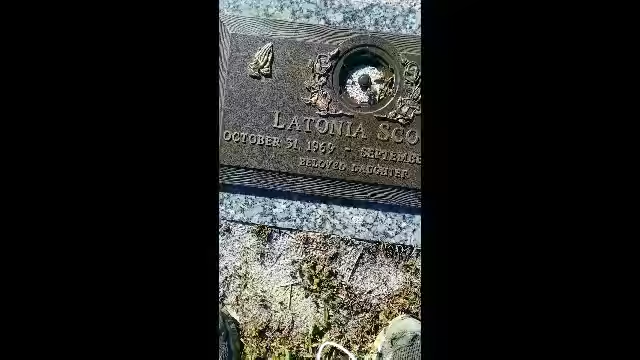 LATONIA SCO
OCTOBER 31, 1969 - SEPTEMBE
BELOVED DAUGHTER